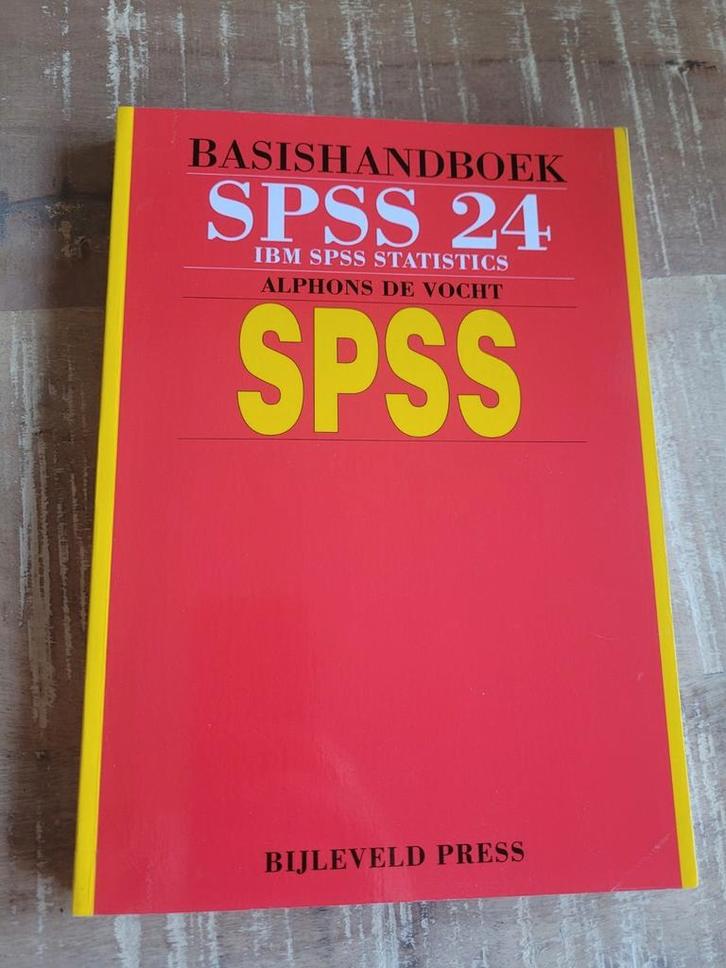 BASISHANDBOEK
SPSS 24
IBM SPSS STATISTICS
ALPHONS DE VOCHT
SPSS
BIJLEVELD PRESS